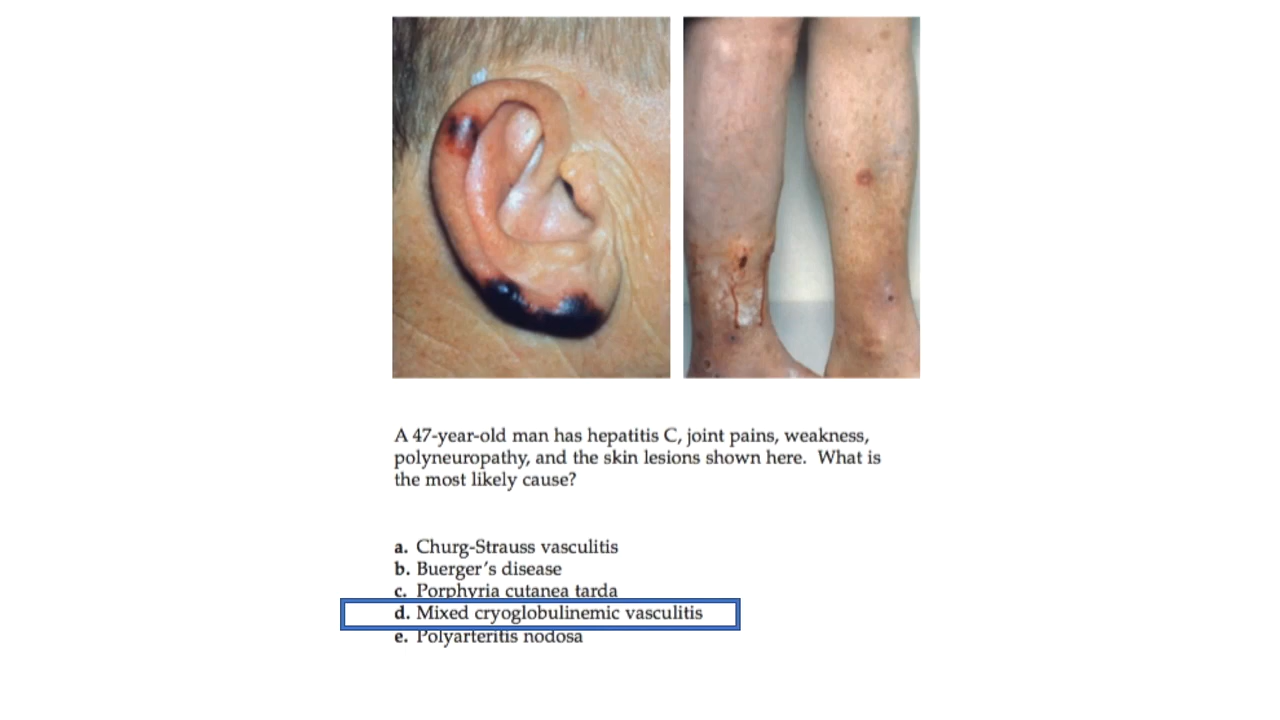 A 47-year-old man has hepatitis C, joint pains, weakness,
polyneuropathy, and the skin lesions shown here.  What is
the most likely cause?
a. Churg-Strauss vasculitis
b. Buerger's disease
c. Porphyria cutanea tarda
d. Mixed cryoglobulinemic vasculitis
e. Polyarteritis nodosa